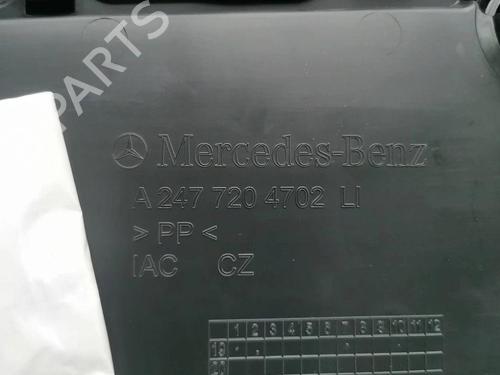 PARTS
Mercedes-Benz
A 247 720 4702 LI
> PP <
IAC CZ
1 2 3 4 5 6 7 8 9 10 11 12
19